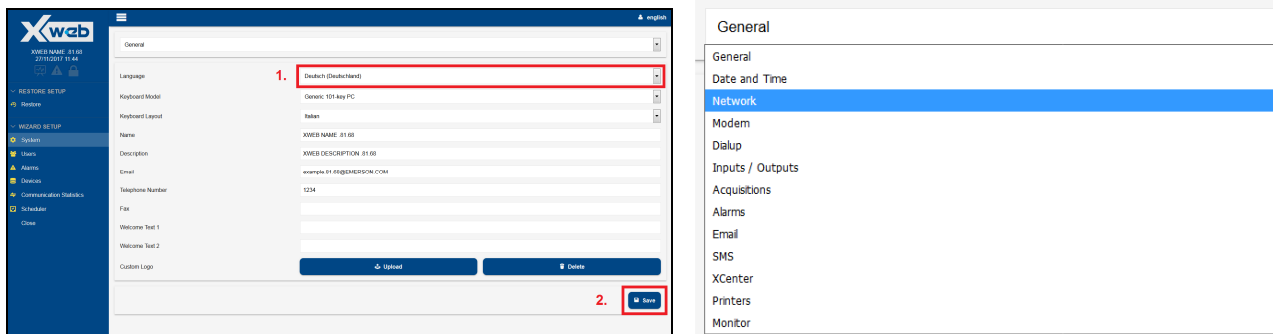 Xweb
XWEB NAME .81.68
27/11/2017 11:44
RESTORE SETUP
Restore
WIZARD SETUP
System
Users
Alarms
Devices
Communication Statistics
Scheduler
Close
english
General
Language
1.
Deutsch (Deutschland)
Keyboard Model
Generic 101-key PC
Keyboard Layout
Italian
Name
XWEB NAME .81.68
Description
XWEB DESCRIPTION .81.68
Email
example.81.68@EMERSON.COM
Telephone Number
1234
Fax
Welcome Text 1
Welcome Text 2
Custom Logo
Upload
Delete
2.
Save
General
General
Date and Time
Network
Modem
Dialup
Inputs / Outputs
Acquisitions
Alarms
Email
SMS
XCenter
Printers
Monitor